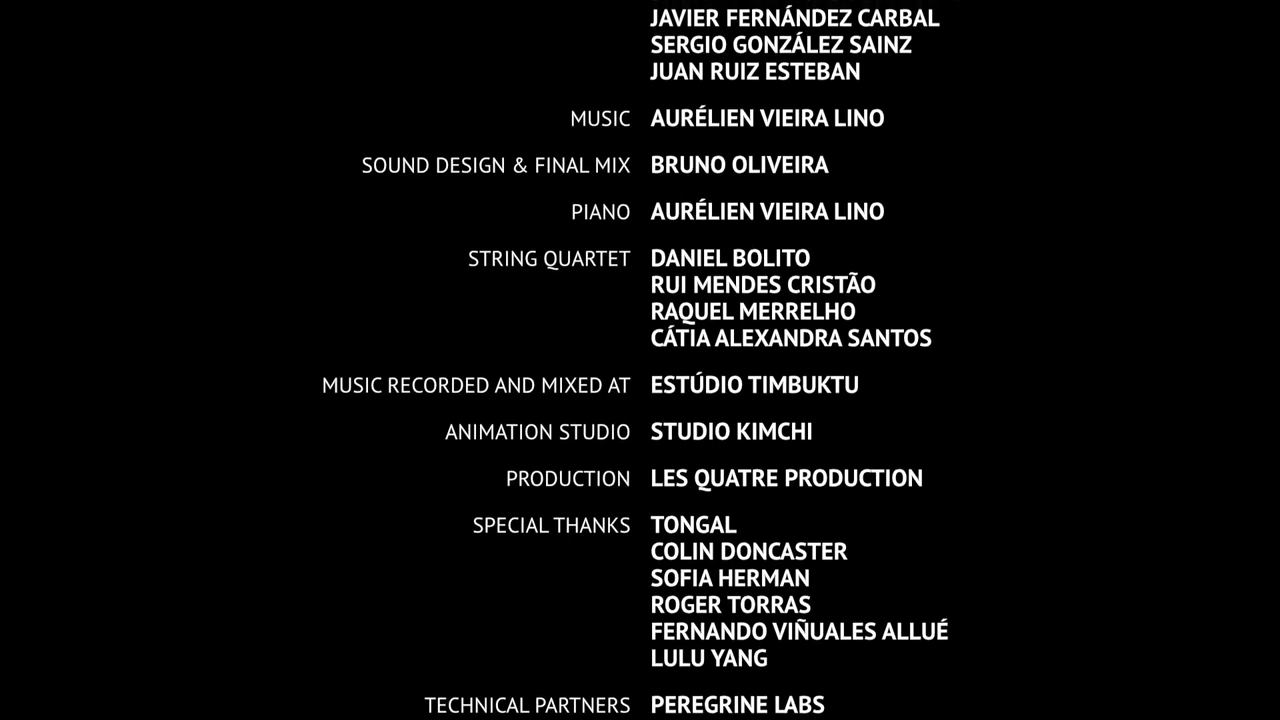 JAVIER FERNÁNDEZ CARBAL
SERGIO GONZÁLEZ SAINZ
JUAN RUIZ ESTEBAN
MUSIC AURÉLIEN VIEIRA LINO
SOUND DESIGN & FINAL MIX BRUNO OLIVEIRA
PIANO AURÉLIEN VIEIRA LINO
STRING QUARTET DANIEL BOLITO
RUI MENDES CRISTÃO
RAQUEL MERRELHO
CÁTIA ALEXANDRA SANTOS
MUSIC RECORDED AND MIXED AT ESTÚDIO TIMBUKTU
ANIMATION STUDIO STUDIO KIMCHI
PRODUCTION LES QUATRE PRODUCTION
SPECIAL THANKS TONGAL
COLIN DONCASTER
SOFIA HERMAN
ROGER TORRAS
FERNANDO VIÑUALES ALLUÉ
LULU YANG
TECHNICAL PARTNERS PEREGRINE LABS